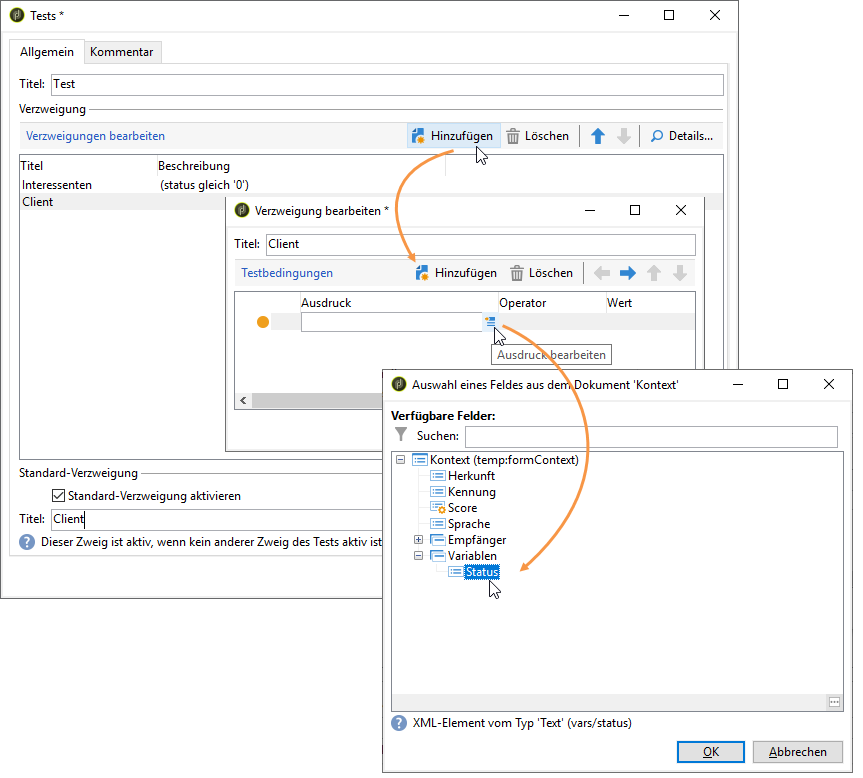 Tests *
Allgemein Kommentar
Titel: Test
Verzweigung
Verzweigungen bearbeiten Hinzufügen Löschen Details...
Titel Beschreibung
Interessenten (status gleich '0')
Client
Verzweigung bearbeiten *
Titel: Client
Testbedingungen Hinzufügen Löschen
Ausdruck Operator Wert
Ausdruck bearbeiten
Standard-Verzweigung
Standard-Verzweigung aktivieren
Titel: Client
Dieser Zweig ist aktiv, wenn kein anderer Zweig des Tests aktiv ist
Auswahl eines Feldes aus dem Dokument 'Kontext'
Verfügbare Felder:
Suchen:
Kontext (temp:formContext)
Herkunft
Kennung
Score
Sprache
Empfänger
Variablen
Status
XML-Element vom Typ 'Text' (vars/status)
OK Abbrechen